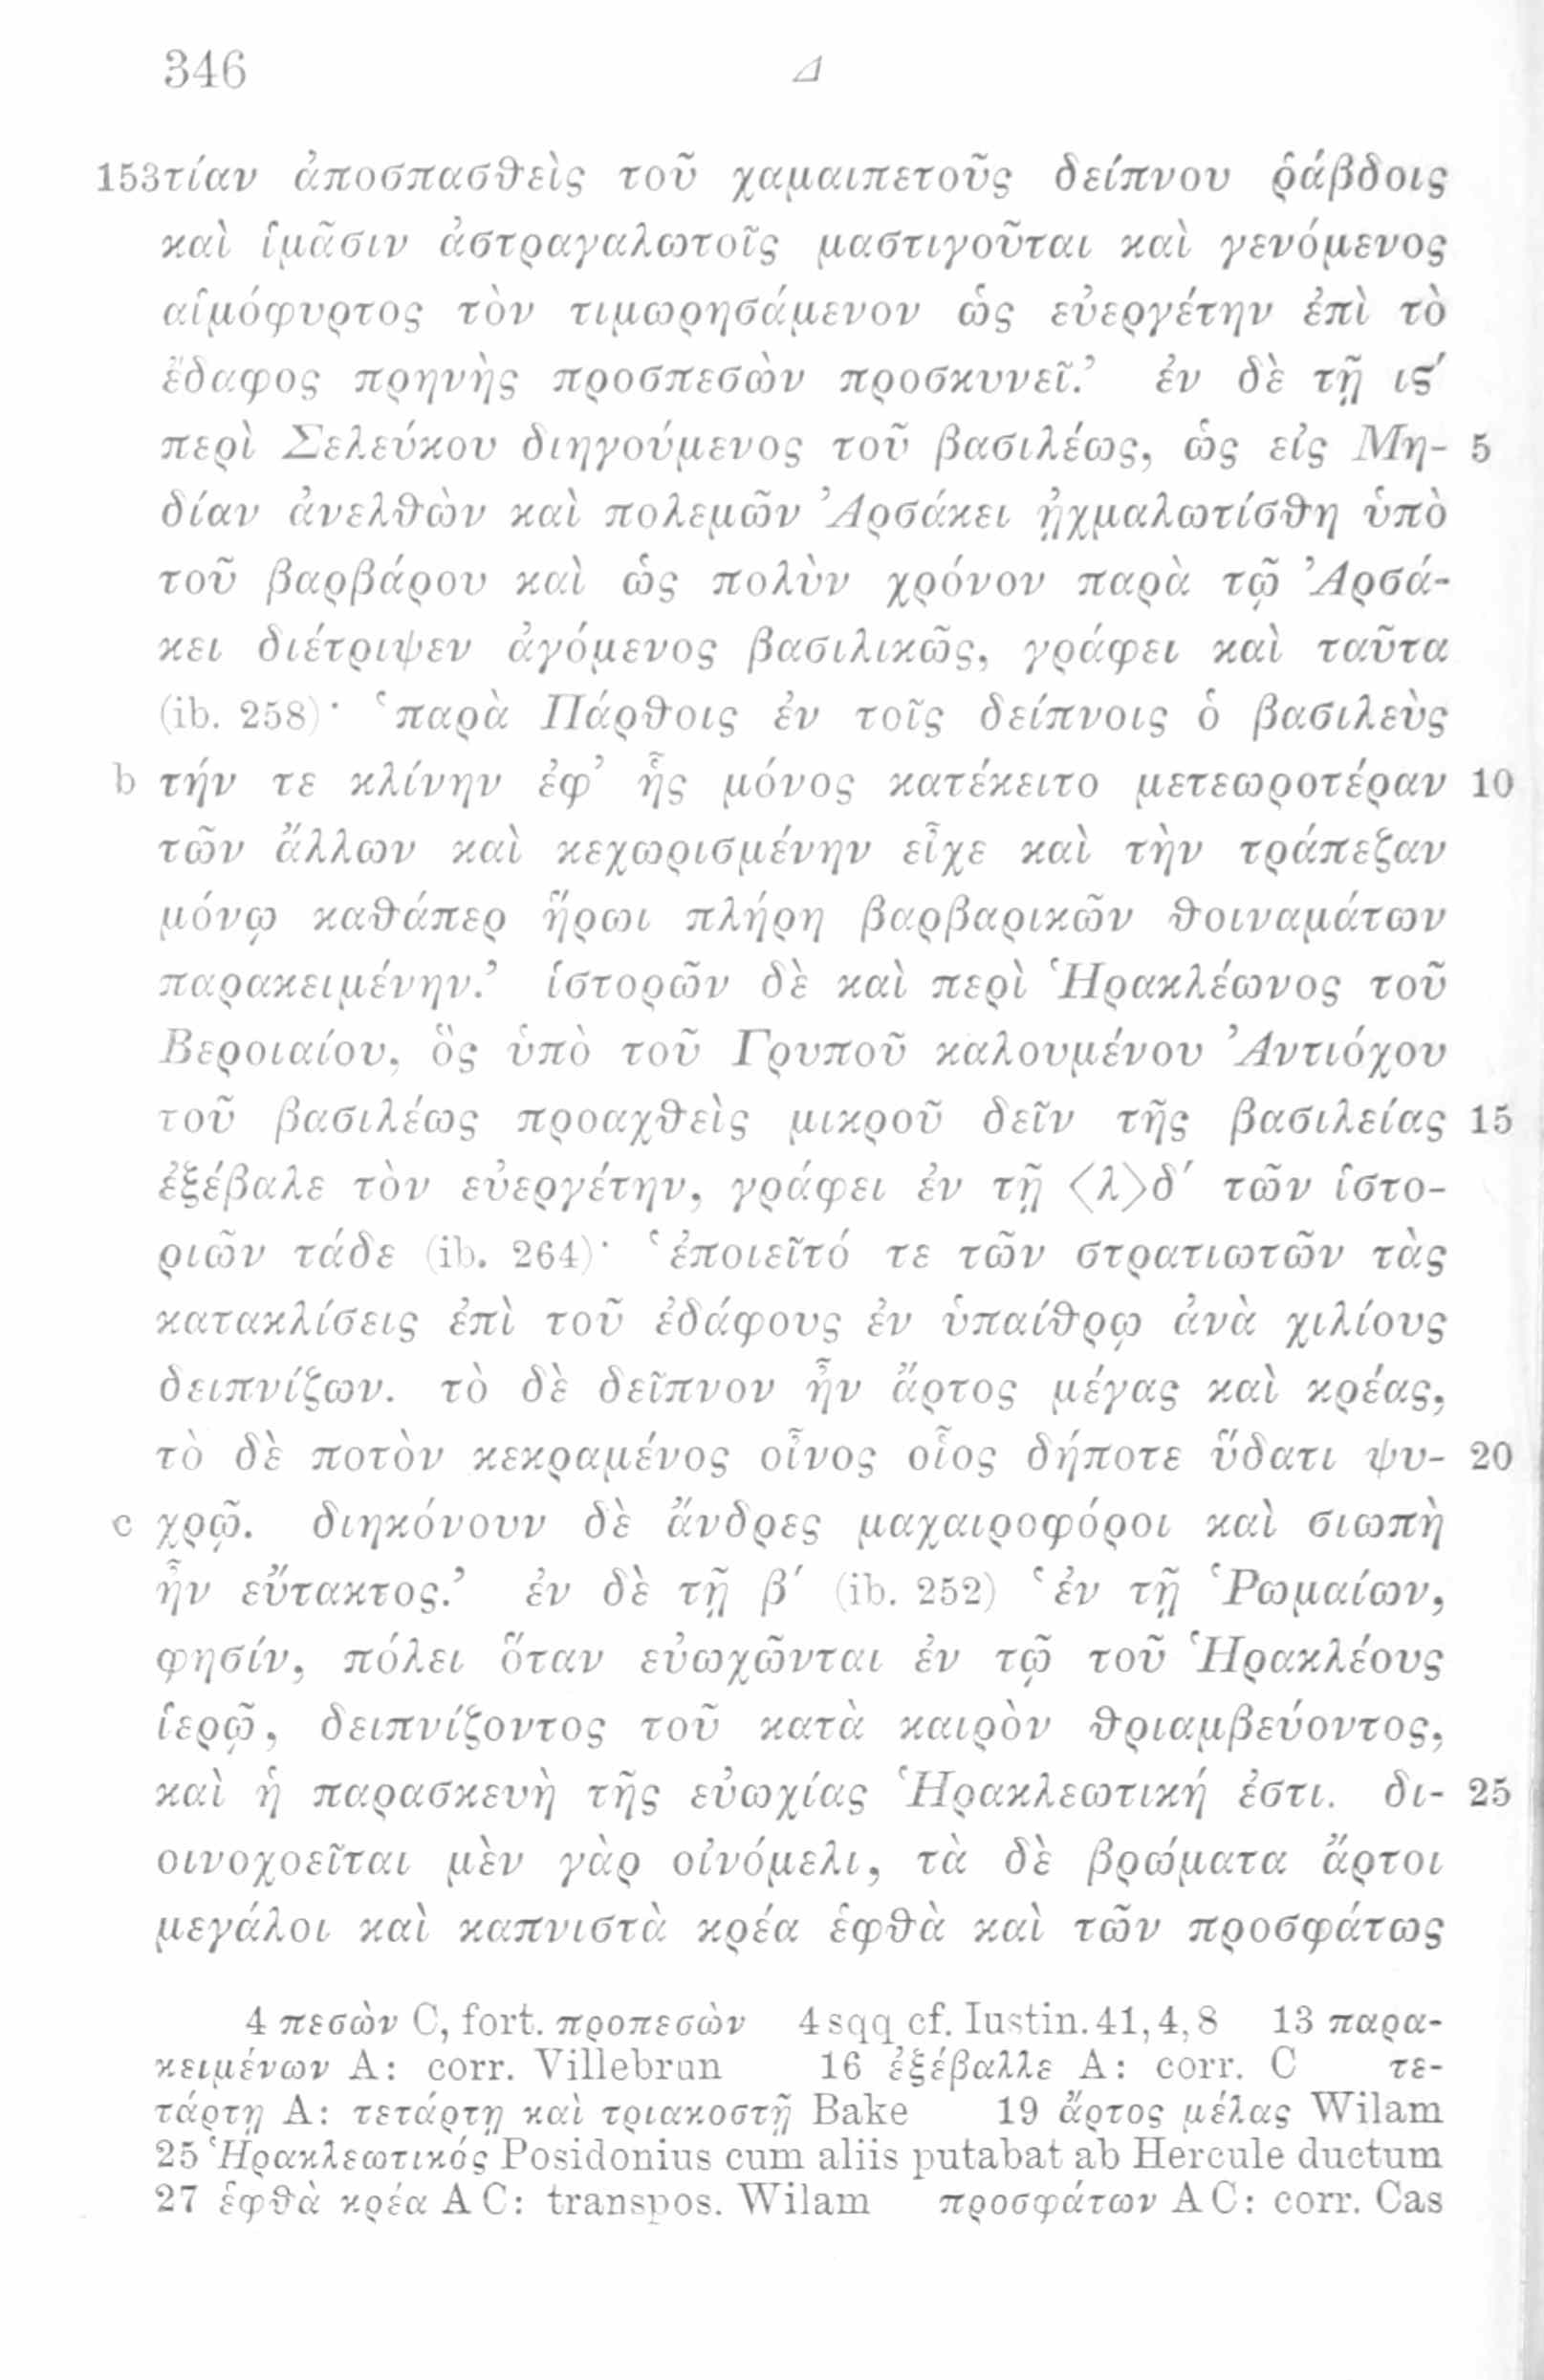 346 Δ
153τίαν ἀποσπασθεὶς τοῦ χαμαιπετοῦς δείπνου ῥάβδοις
καὶ ἱμᾶσιν ἀστραγαλωτοῖς μαστιγοῦται καὶ γενόμενος
αἱμόφυρτος τὸν τιμωρησάμενον ὡς εὐεργέτην ἐπὶ τὸ
ἔδαφος πρηνὴς προσπεσὼν προσκυνεῖ.’ ἐν δὲ τῇ ις′
περὶ Σελεύκου διηγούμενος τοῦ βασιλέως, ὡς εἰς Μη- 5
δίαν ἀνελθὼν καὶ πολεμῶν Ἀρσάκει ᾐχμαλωτίσθη ὑπὸ
τοῦ βαρβάρου καὶ ὡς πολὺν χρόνον παρὰ τῷ Ἀρσά-
κει διέτριψεν ἀγόμενος βασιλικῶς, γράφει καὶ ταῦτα
(ib. 258)· ‘παρὰ Πάρθοις ἐν τοῖς δείπνοις ὁ βασιλεὺς
b τήν τε κλίνην ἐφ’ ἧς μόνος κατέκειτο μετεωροτέραν 10
τῶν ἄλλων καὶ κεχωρισμένην εἶχε καὶ τὴν τράπεζαν
μόνῳ καθάπερ ἥρωι πλήρη βαρβαρικῶν θοιναμάτων
παρακειμένην.’ ἱστορῶν δὲ καὶ περὶ Ἡρακλέωνος τοῦ
Βεροιαίου, ὃς ὑπὸ τοῦ Γρυποῦ καλουμένου Ἀντιόχου
τοῦ βασιλέως προαχθεὶς μικροῦ δεῖν τῆς βασιλείας 15
ἐξέβαλε τὸν εὐεργέτην, γράφει ἐν τῇ <λ>δ′ τῶν ἱστο-
ριῶν τάδε (ib. 264)· ‘ἐποιεῖτό τε τῶν στρατιωτῶν τὰς
κατακλίσεις ἐπὶ τοῦ ἐδάφους ἐν ὑπαίθρῳ ἀνὰ χιλίους
δειπνίζων. τὸ δὲ δεῖπνον ἦν ἄρτος μέγας καὶ κρέας,
τὸ δὲ ποτὸν κεκραμένος οἶνος οἷος δήποτε ὕδατι ψυ- 20
c χρῷ. διηκόνουν δὲ ἄνδρες μαχαιροφόροι καὶ σιωπὴ
ἦν εὔτακτος.’ ἐν δὲ τῇ β′ (ib. 252) ‘ἐν τῇ Ῥωμαίων,
φησίν, πόλει ὅταν εὐωχῶνται ἐν τῷ τοῦ Ἡρακλέους
ἱερῷ, δειπνίζοντος τοῦ κατὰ καιρὸν θριαμβεύοντος,
καὶ ἡ παρασκευὴ τῆς εὐωχίας Ἡρακλεωτική ἐστι. δι- 25
οινοχοεῖται μὲν γὰρ οἰνόμελι, τὰ δὲ βρώματα ἄρτοι
μεγάλοι καὶ καπνιστὰ κρέα ἑφθὰ καὶ τῶν προσφάτως
4 πεσὼν C, fort. προπεσὼν 4 sqq cf. Iustin. 41, 4, 8 13 παρα-
κειμένων A: corr. Villebrun 16 ἐξέβαλλε A: corr. C τε-
τάρτῃ A: τετάρτῃ καὶ τριακοστῇ Bake 19 ἄρτος μέλας Wilam
25 Ἡρακλεωτικός Posidonius cum aliis putabat ab Hercule ductum
27 ἑφθὰ κρέα A C: transpos. Wilam προσφάτων A C: corr. Cas